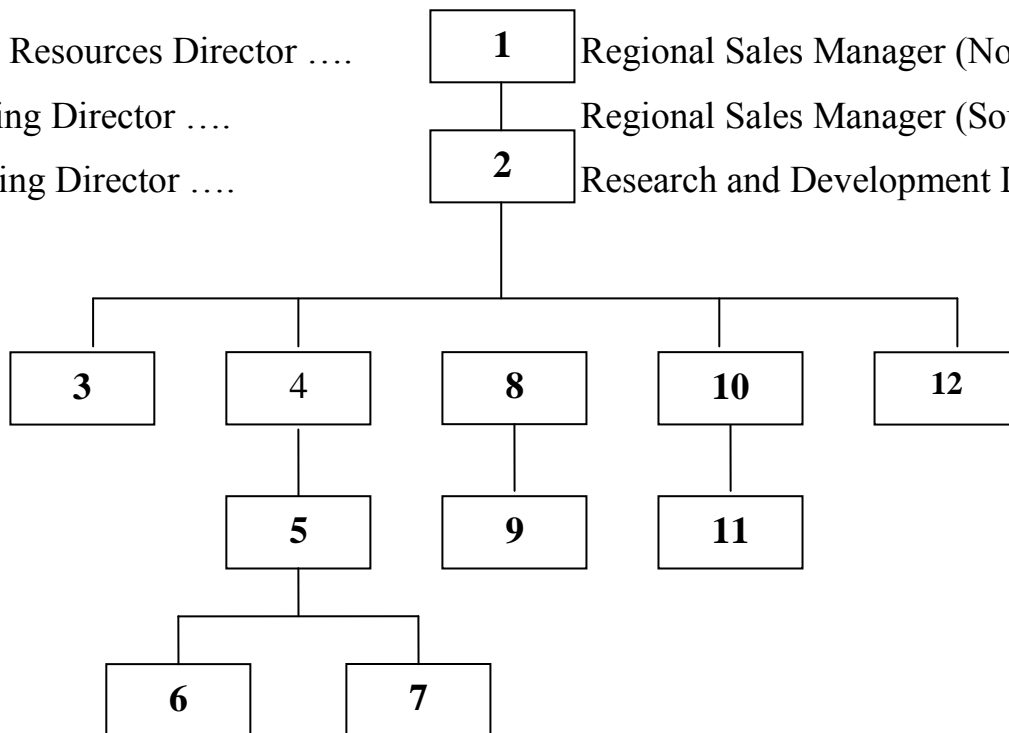 Resources Director ….
1
Regional Sales Manager (No
ing Director ….
Regional Sales Manager (Sou
ing Director ….
2
Research and Development
3
4
8
10
12
5
9
11
6
7